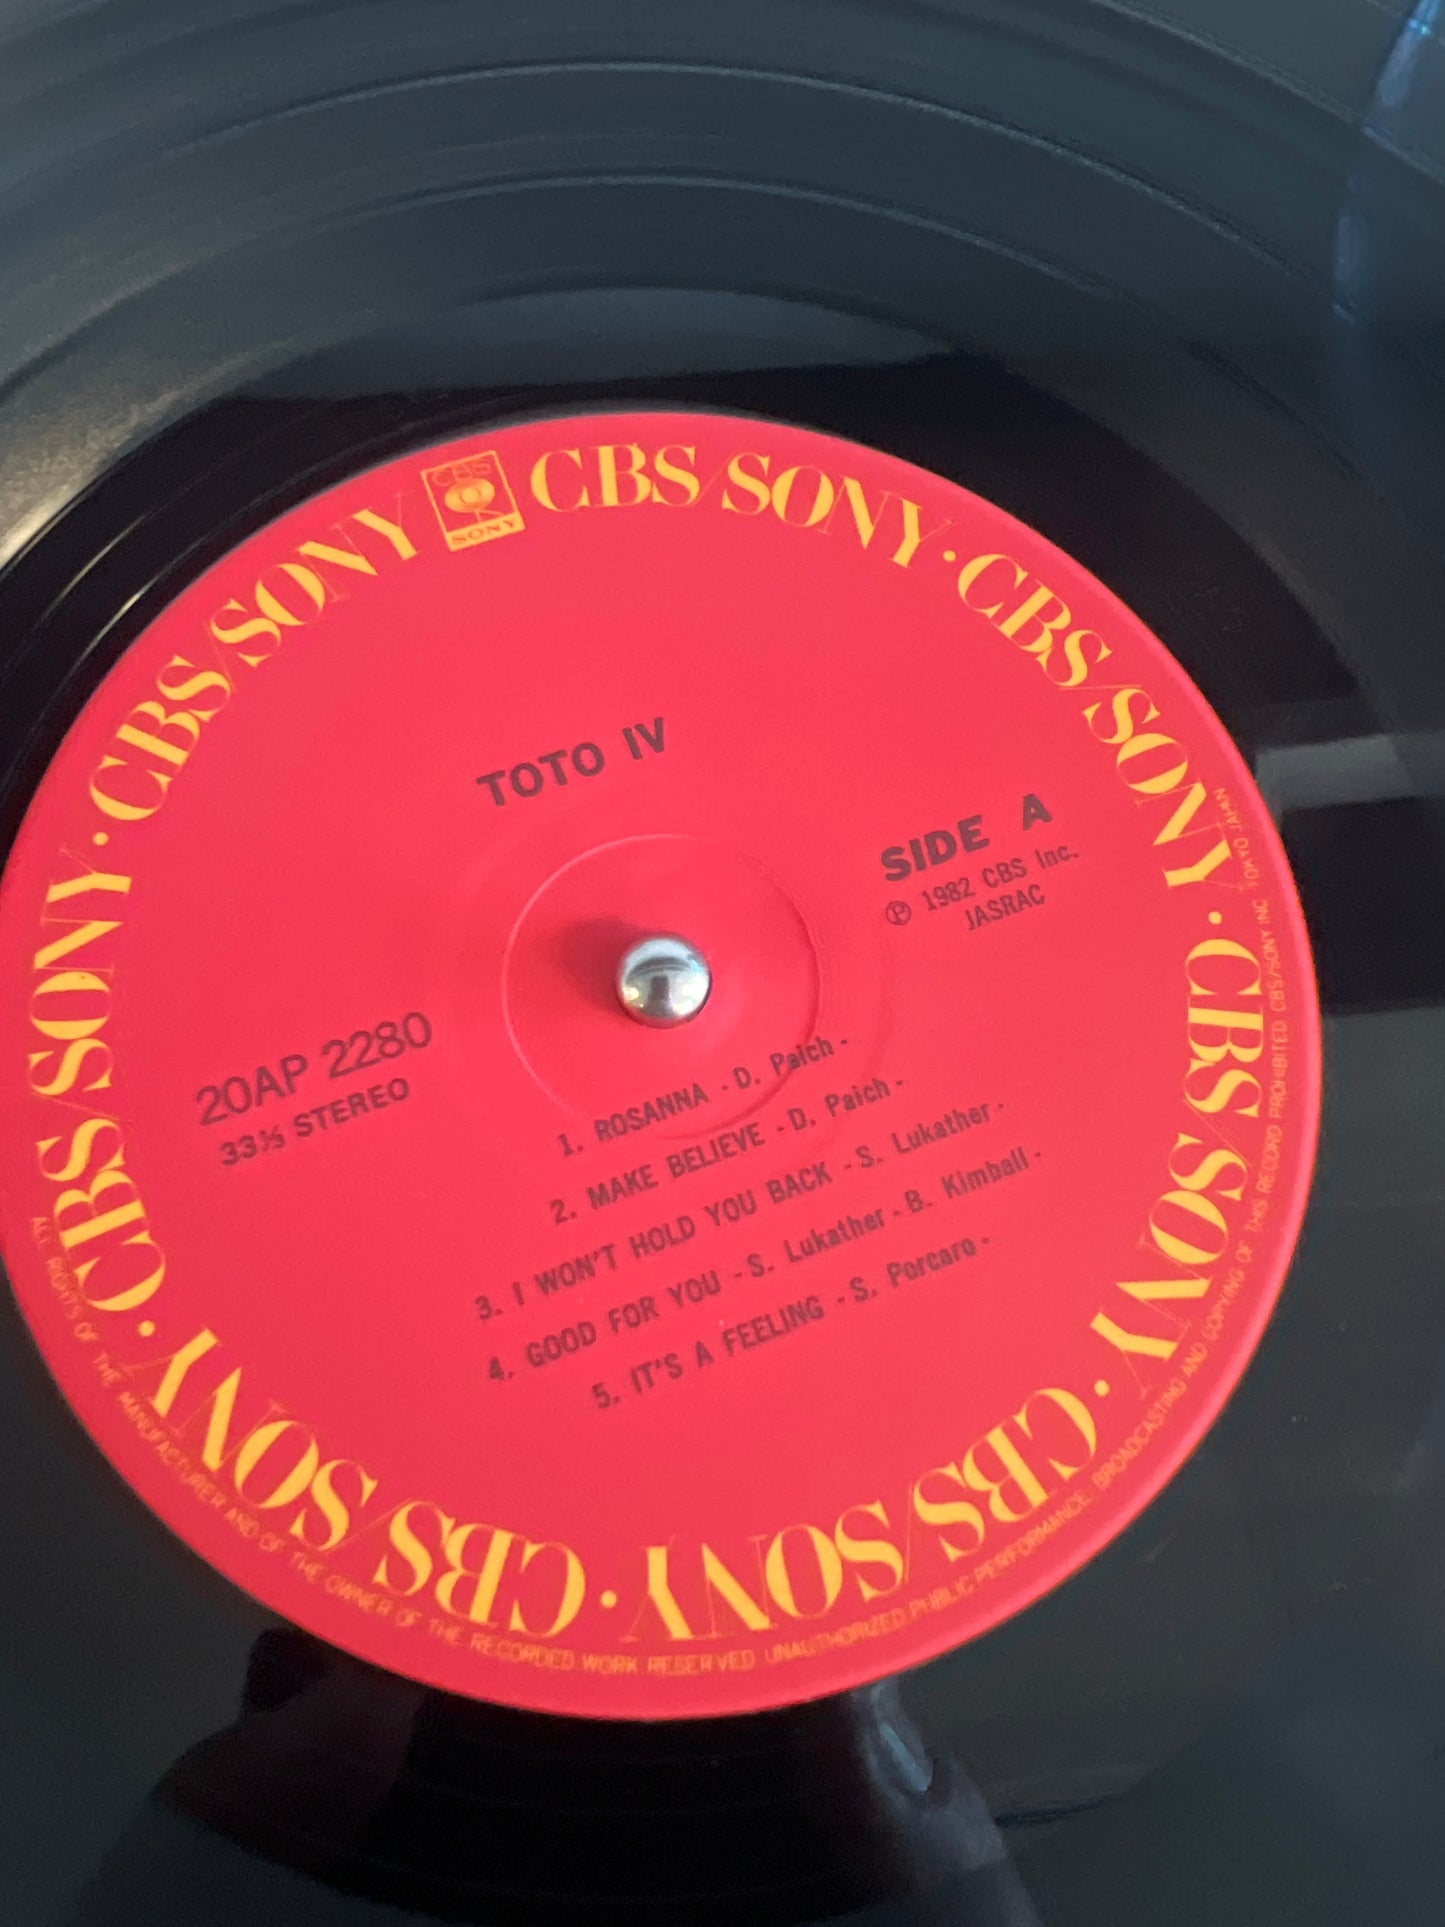 CBS
SONY
CBS/SONY · CBS/SONY · CBS/SONY · CBS/SONY · CBS/SONY · CBS/SONY · CBS/SONY
TOTO IV
SIDE A
Ⓟ 1982 CBS Inc.
JASRAC
20AP 2280
33⅓ STEREO
1. ROSANNA - D. Paich -
2. MAKE BELIEVE - D. Paich -
3. I WON'T HOLD YOU BACK - S. Lukather -
4. GOOD FOR YOU - S. Lukather - B. Kimball -
5. IT'S A FEELING - S. Porcaro -
ALL RIGHTS OF THE MANUFACTURER AND OF THE OWNER OF THE RECORDED WORK RESERVED UNAUTHORIZED PUBLIC PERFORMANCE, BROADCASTING AND COPYING OF THIS RECORD PROHIBITED CBS/SONY INC TOKYO JAPAN